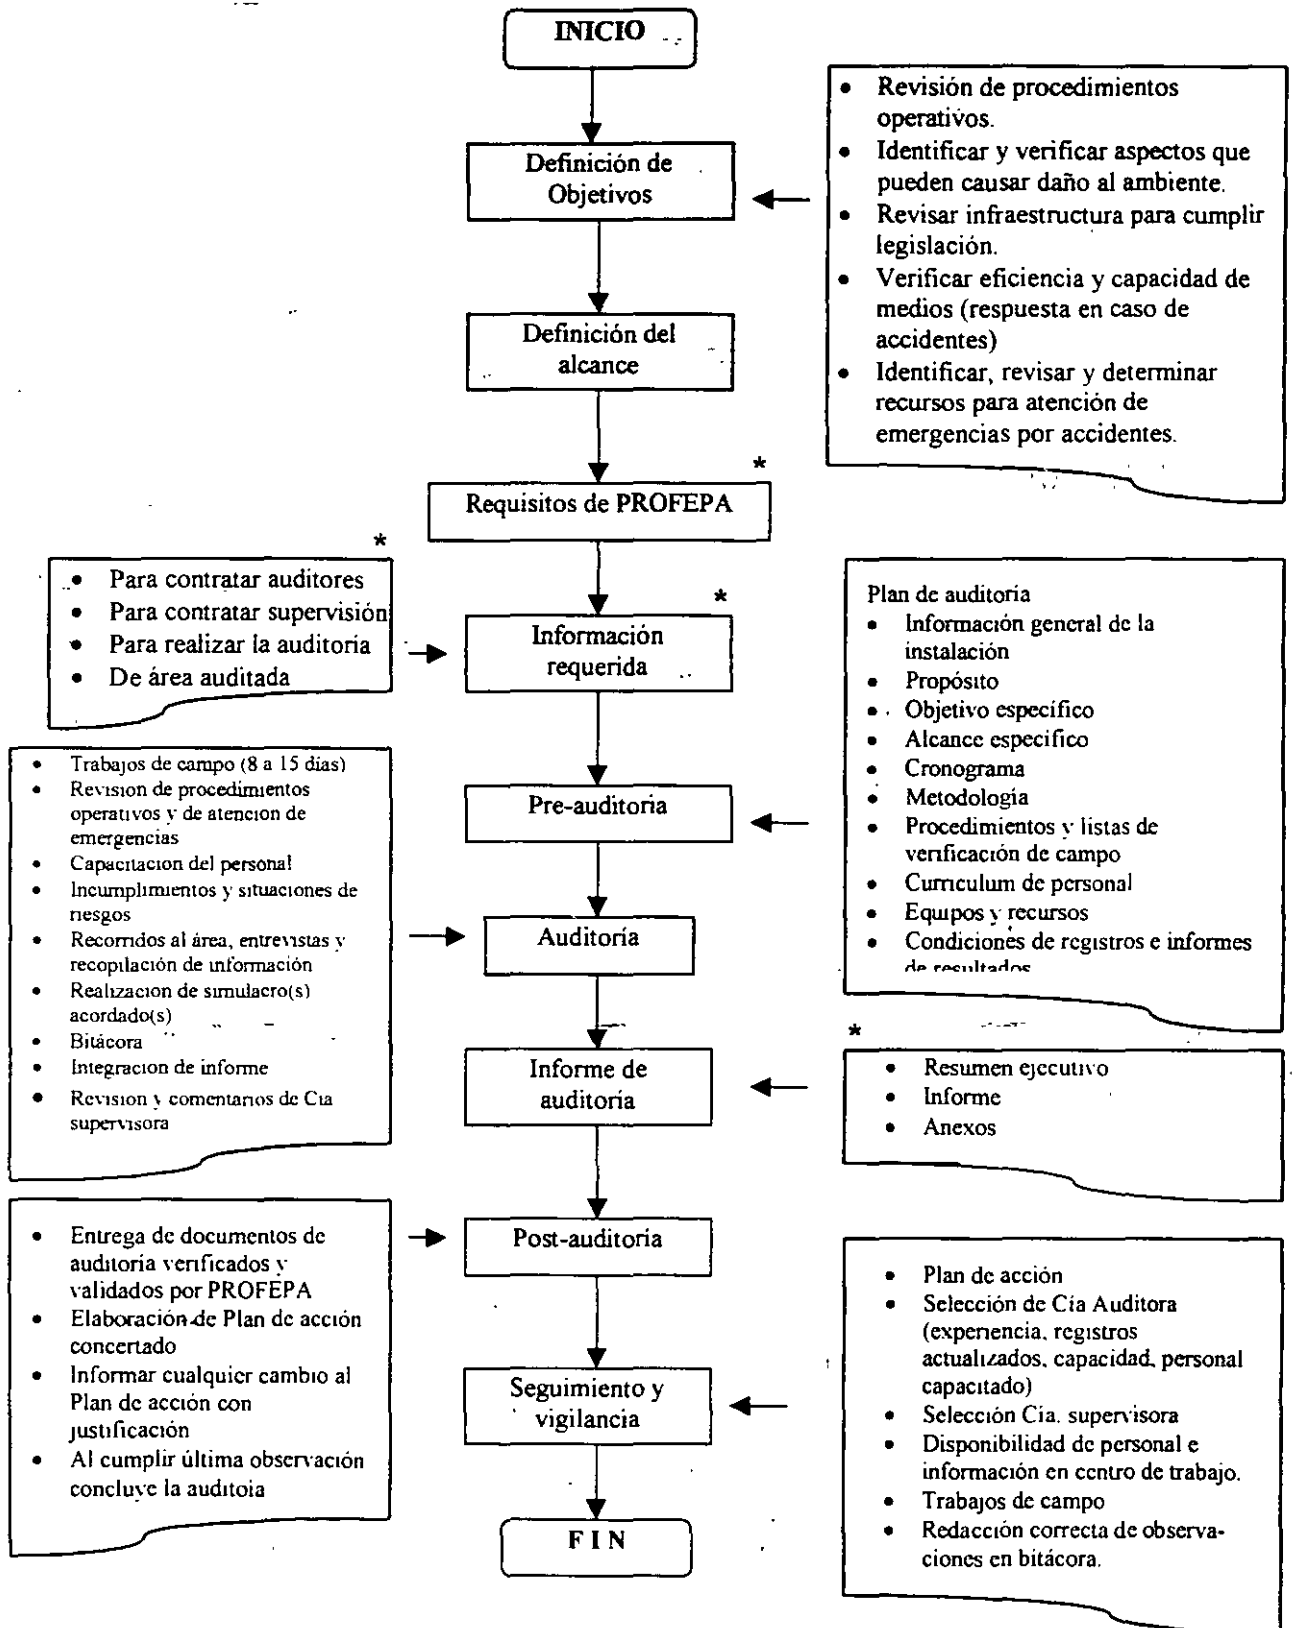 INICIO
Definición de
Objetivos
• Revisión de procedimientos
operativos.
• Identificar y verificar aspectos que
pueden causar daño al ambiente.
• Revisar infraestructura para cumplir
legislación.
• Verificar eficiencia y capacidad de
medios (respuesta en caso de
accidentes)
• Identificar, revisar y determinar
recursos para atención de
emergencias por accidentes.
Definición del
alcance
*
Requisitos de PROFEPA
*
• Para contratar auditores
• Para contratar supervisión
• Para realizar la auditoría
• De área auditada
*
Información
requerida
Plan de auditoría
• Información general de la
instalación
• Propósito
• Objetivo específico
• Alcance especifico
• Cronograma
• Metodología
• Procedimientos y listas de
verificación de campo
• Curriculum de personal
• Equipos y recursos
• Condiciones de registros e informes
de resultados
Pre-auditoria
• Trabajos de campo (8 a 15 días)
• Revision de procedimientos
operativos y de atencion de
emergencias
• Capacitacion del personal
• Incumplimientos y situaciones de
riesgos
• Recorridos al área, entrevistas y
recopilación de información
• Realizacion de simulacro(s)
acordado(s)
• Bitácora
• Integracion de informe
• Revision y comentarios de Cia
supervisora
Auditoría
Informe de
auditoría
*
• Resumen ejecutivo
• Informe
• Anexos
• Entrega de documentos de
auditoría verificados y
validados por PROFEPA
• Elaboración de Plan de acción
concertado
• Informar cualquier cambio al
Plan de acción con
justificación
• Al cumplir última observación
concluye la auditoia
Post-auditoría
• Plan de acción
• Selección de Cía Auditora
(experiencia, registros
actualizados, capacidad, personal
capacitado)
• Selección Cía. supervisora
• Disponibilidad de personal e
información en centro de trabajo.
• Trabajos de campo
• Redacción correcta de observa-
ciones en bitácora.
Seguimiento y
vigilancia
F I N